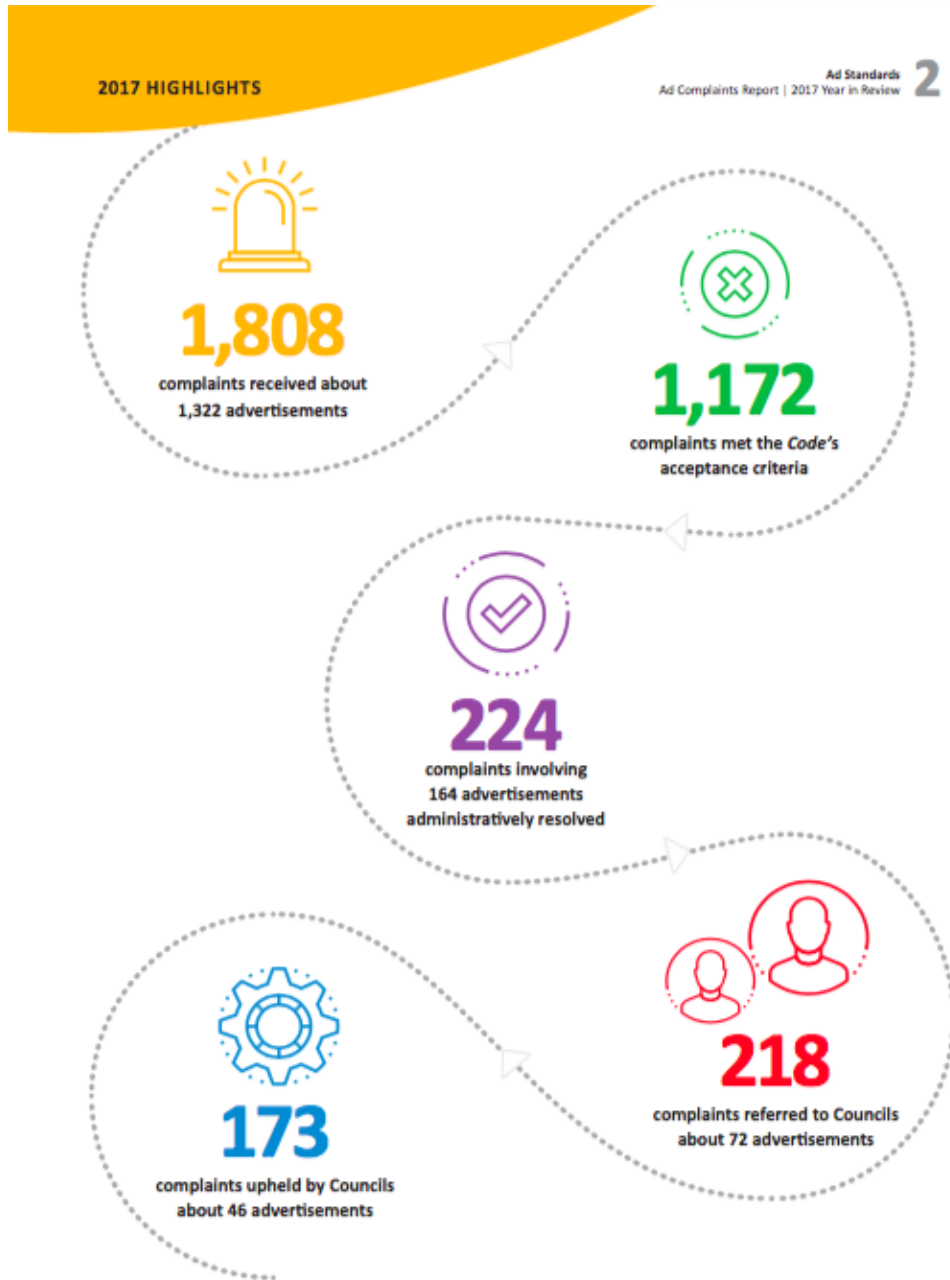 2017 HIGHLIGHTS
Ad Standards
Ad Complaints Report | 2017 Year in Review
2
1,808
complaints received about
1,322 advertisements
1,172
complaints met the Code's
acceptance criteria
224
complaints involving
164 advertisements
administratively resolved
218
complaints referred to Councils
about 72 advertisements
173
complaints upheld by Councils
about 46 advertisements